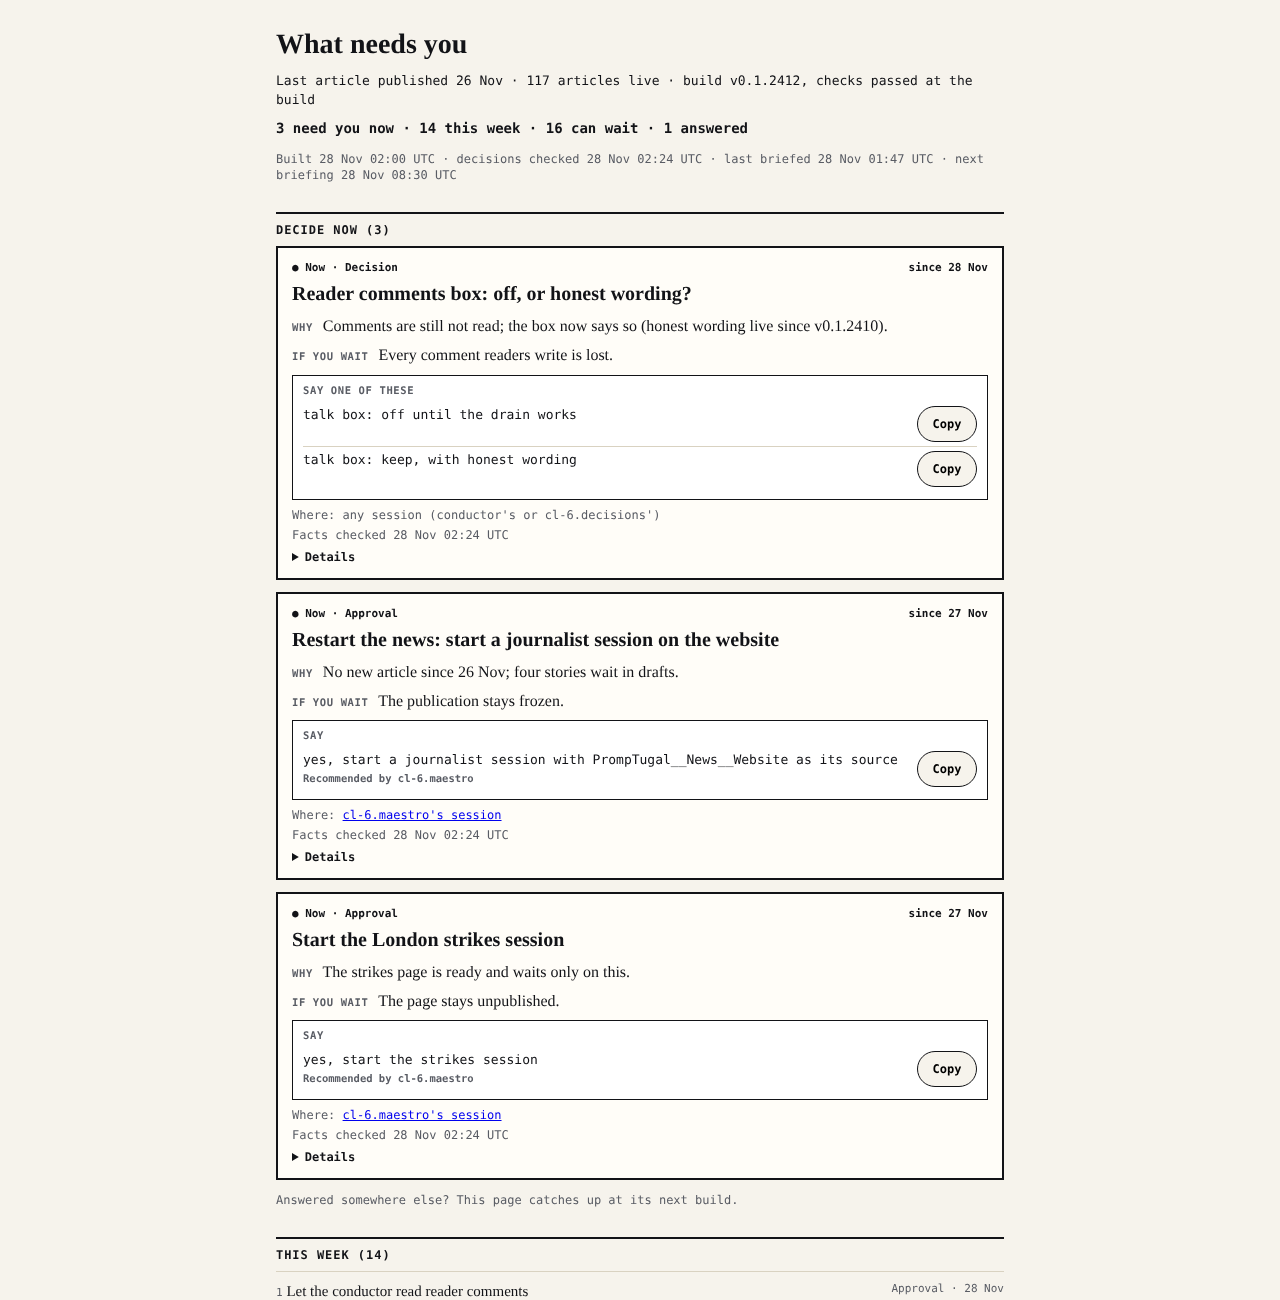 What needs you
Last article published 26 Nov · 117 articles live · build v0.1.2412, checks passed at the
build
3 need you now · 14 this week · 16 can wait · 1 answered
Built 28 Nov 02:00 UTC · decisions checked 28 Nov 02:24 UTC · last briefed 28 Nov 01:47 UTC · next
briefing 28 Nov 08:30 UTC
DECIDE NOW (3)
● Now · Decision since 28 Nov
Reader comments box: off, or honest wording?
WHY Comments are still not read; the box now says so (honest wording live since v0.1.2410).
IF YOU WAIT Every comment readers write is lost.
SAY ONE OF THESE
talk box: off until the drain works Copy
talk box: keep, with honest wording Copy
Where: any session (conductor's or cl-6.decisions')
Facts checked 28 Nov 02:24 UTC
▶ Details
● Now · Approval since 27 Nov
Restart the news: start a journalist session on the website
WHY No new article since 26 Nov; four stories wait in drafts.
IF YOU WAIT The publication stays frozen.
SAY
yes, start a journalist session with PrompTugal__News__Website as its source Copy
Recommended by cl-6.maestro
Where: cl-6.maestro's session
Facts checked 28 Nov 02:24 UTC
▶ Details
● Now · Approval since 27 Nov
Start the London strikes session
WHY The strikes page is ready and waits only on this.
IF YOU WAIT The page stays unpublished.
SAY
yes, start the strikes session Copy
Recommended by cl-6.maestro
Where: cl-6.maestro's session
Facts checked 28 Nov 02:24 UTC
▶ Details
Answered somewhere else? This page catches up at its next build.
THIS WEEK (14)
1 Let the conductor read reader comments Approval · 28 Nov